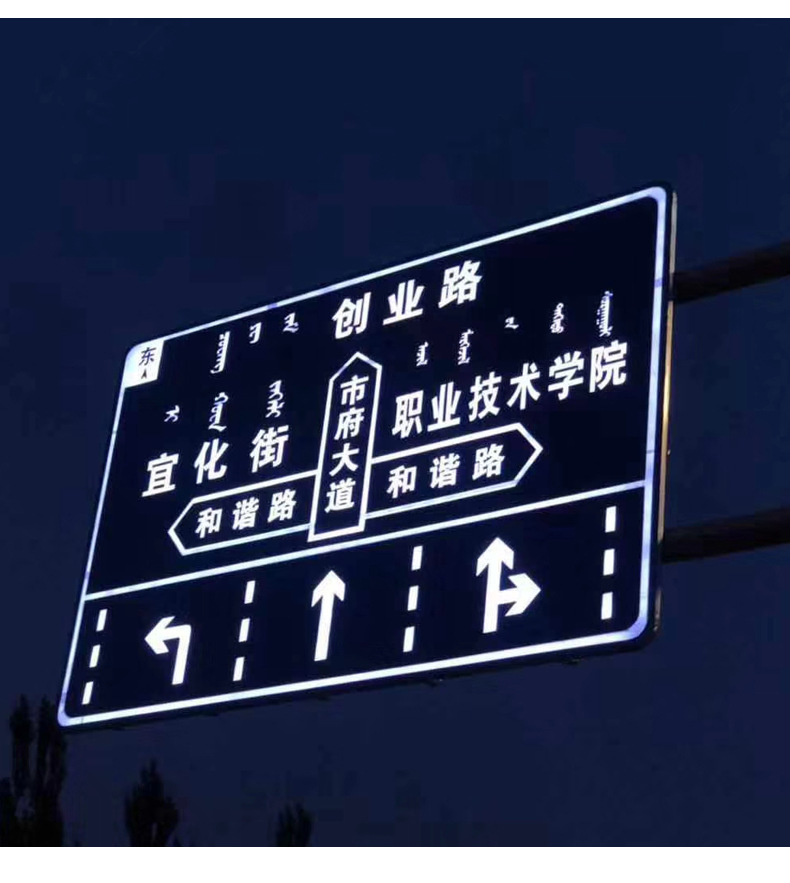 东
创业路
宜化街
职业技术学院
市府大道
和谐路
和谐路